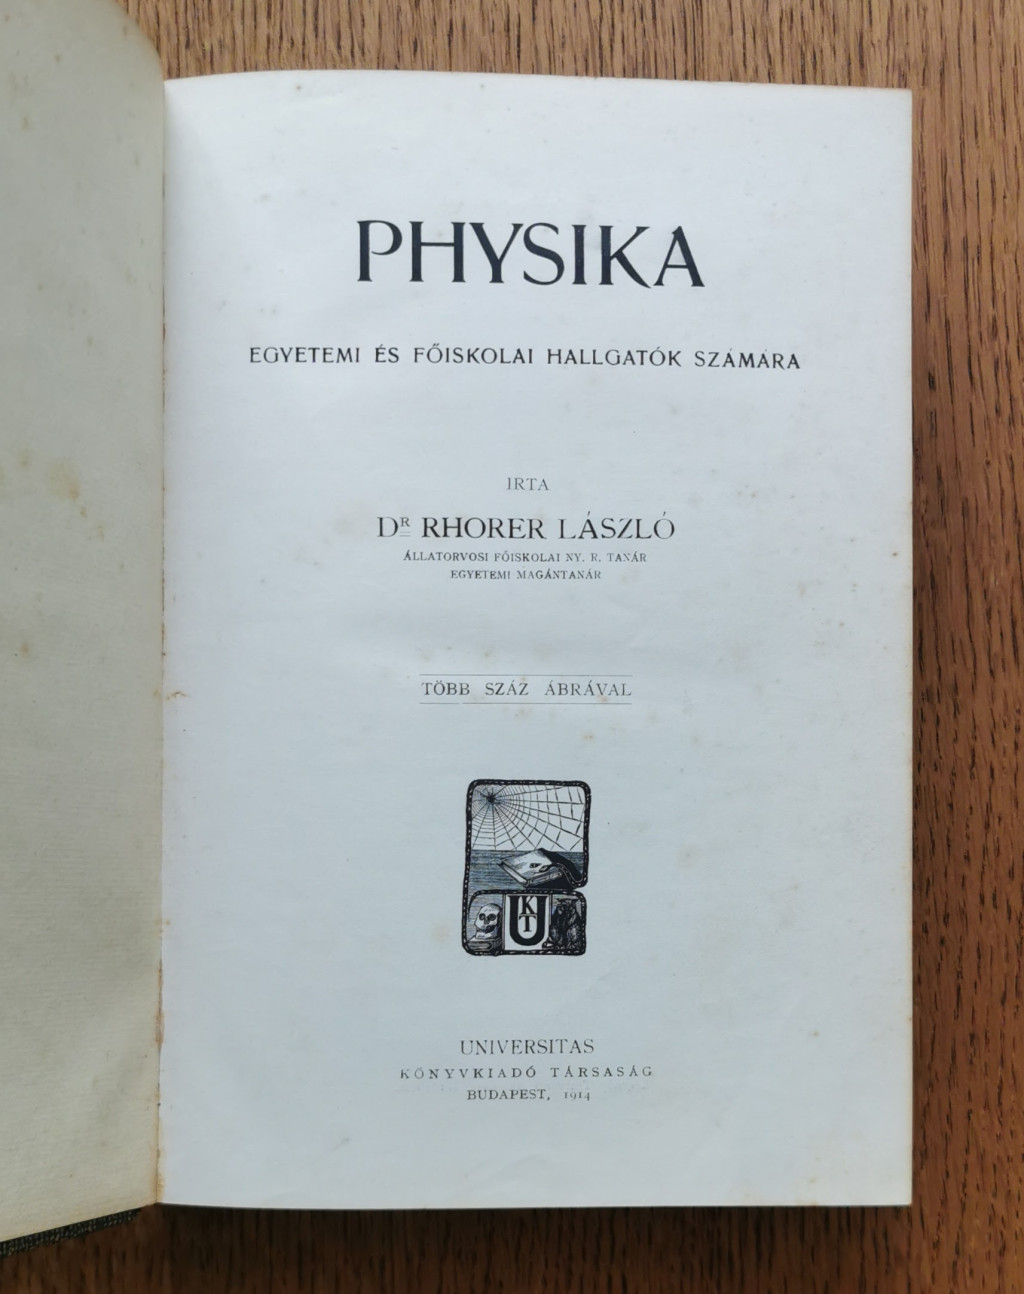 PHYSIKA
EGYETEMI ÉS FŐISKOLAI HALLGATÓK SZÁMÁRA
IRTA
DR RHORER LÁSZLÓ
ÁLLATORVOSI FŐISKOLAI NY. R. TANÁR
EGYETEMI MAGÁNTANÁR
TÖBB SZÁZ ÁBRÁVAL
UKT
UNIVERSITAS
KÖNYVKIADÓ TÁRSASÁG
BUDAPEST, 1914